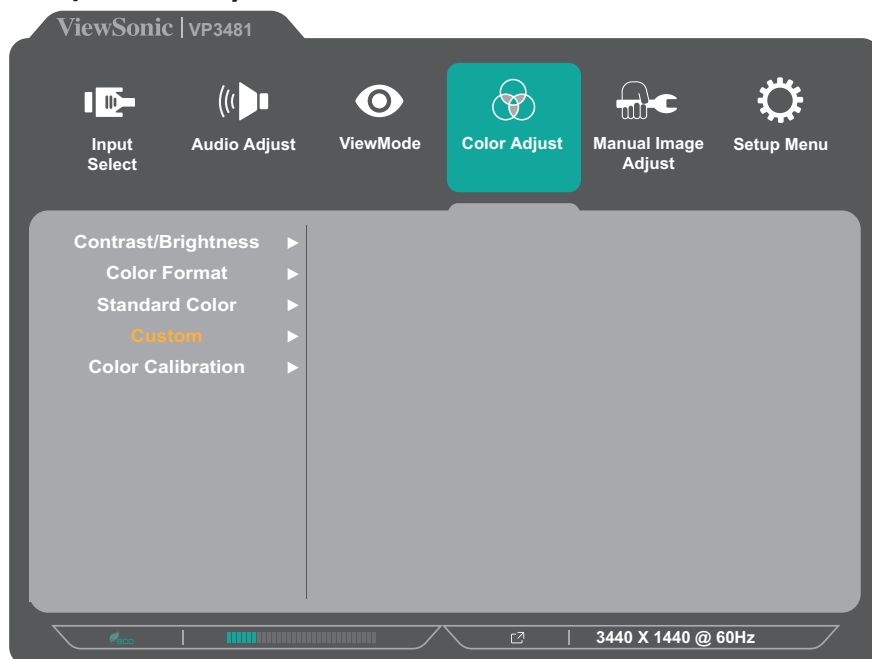 ViewSonic | VP3481
Input
Select
Audio Adjust
ViewMode
Color Adjust
Manual Image
Adjust
Setup Menu
Contrast/Brightness
Color Format
Standard Color
Custom
Color Calibration
eco
3440 X 1440 @ 60Hz